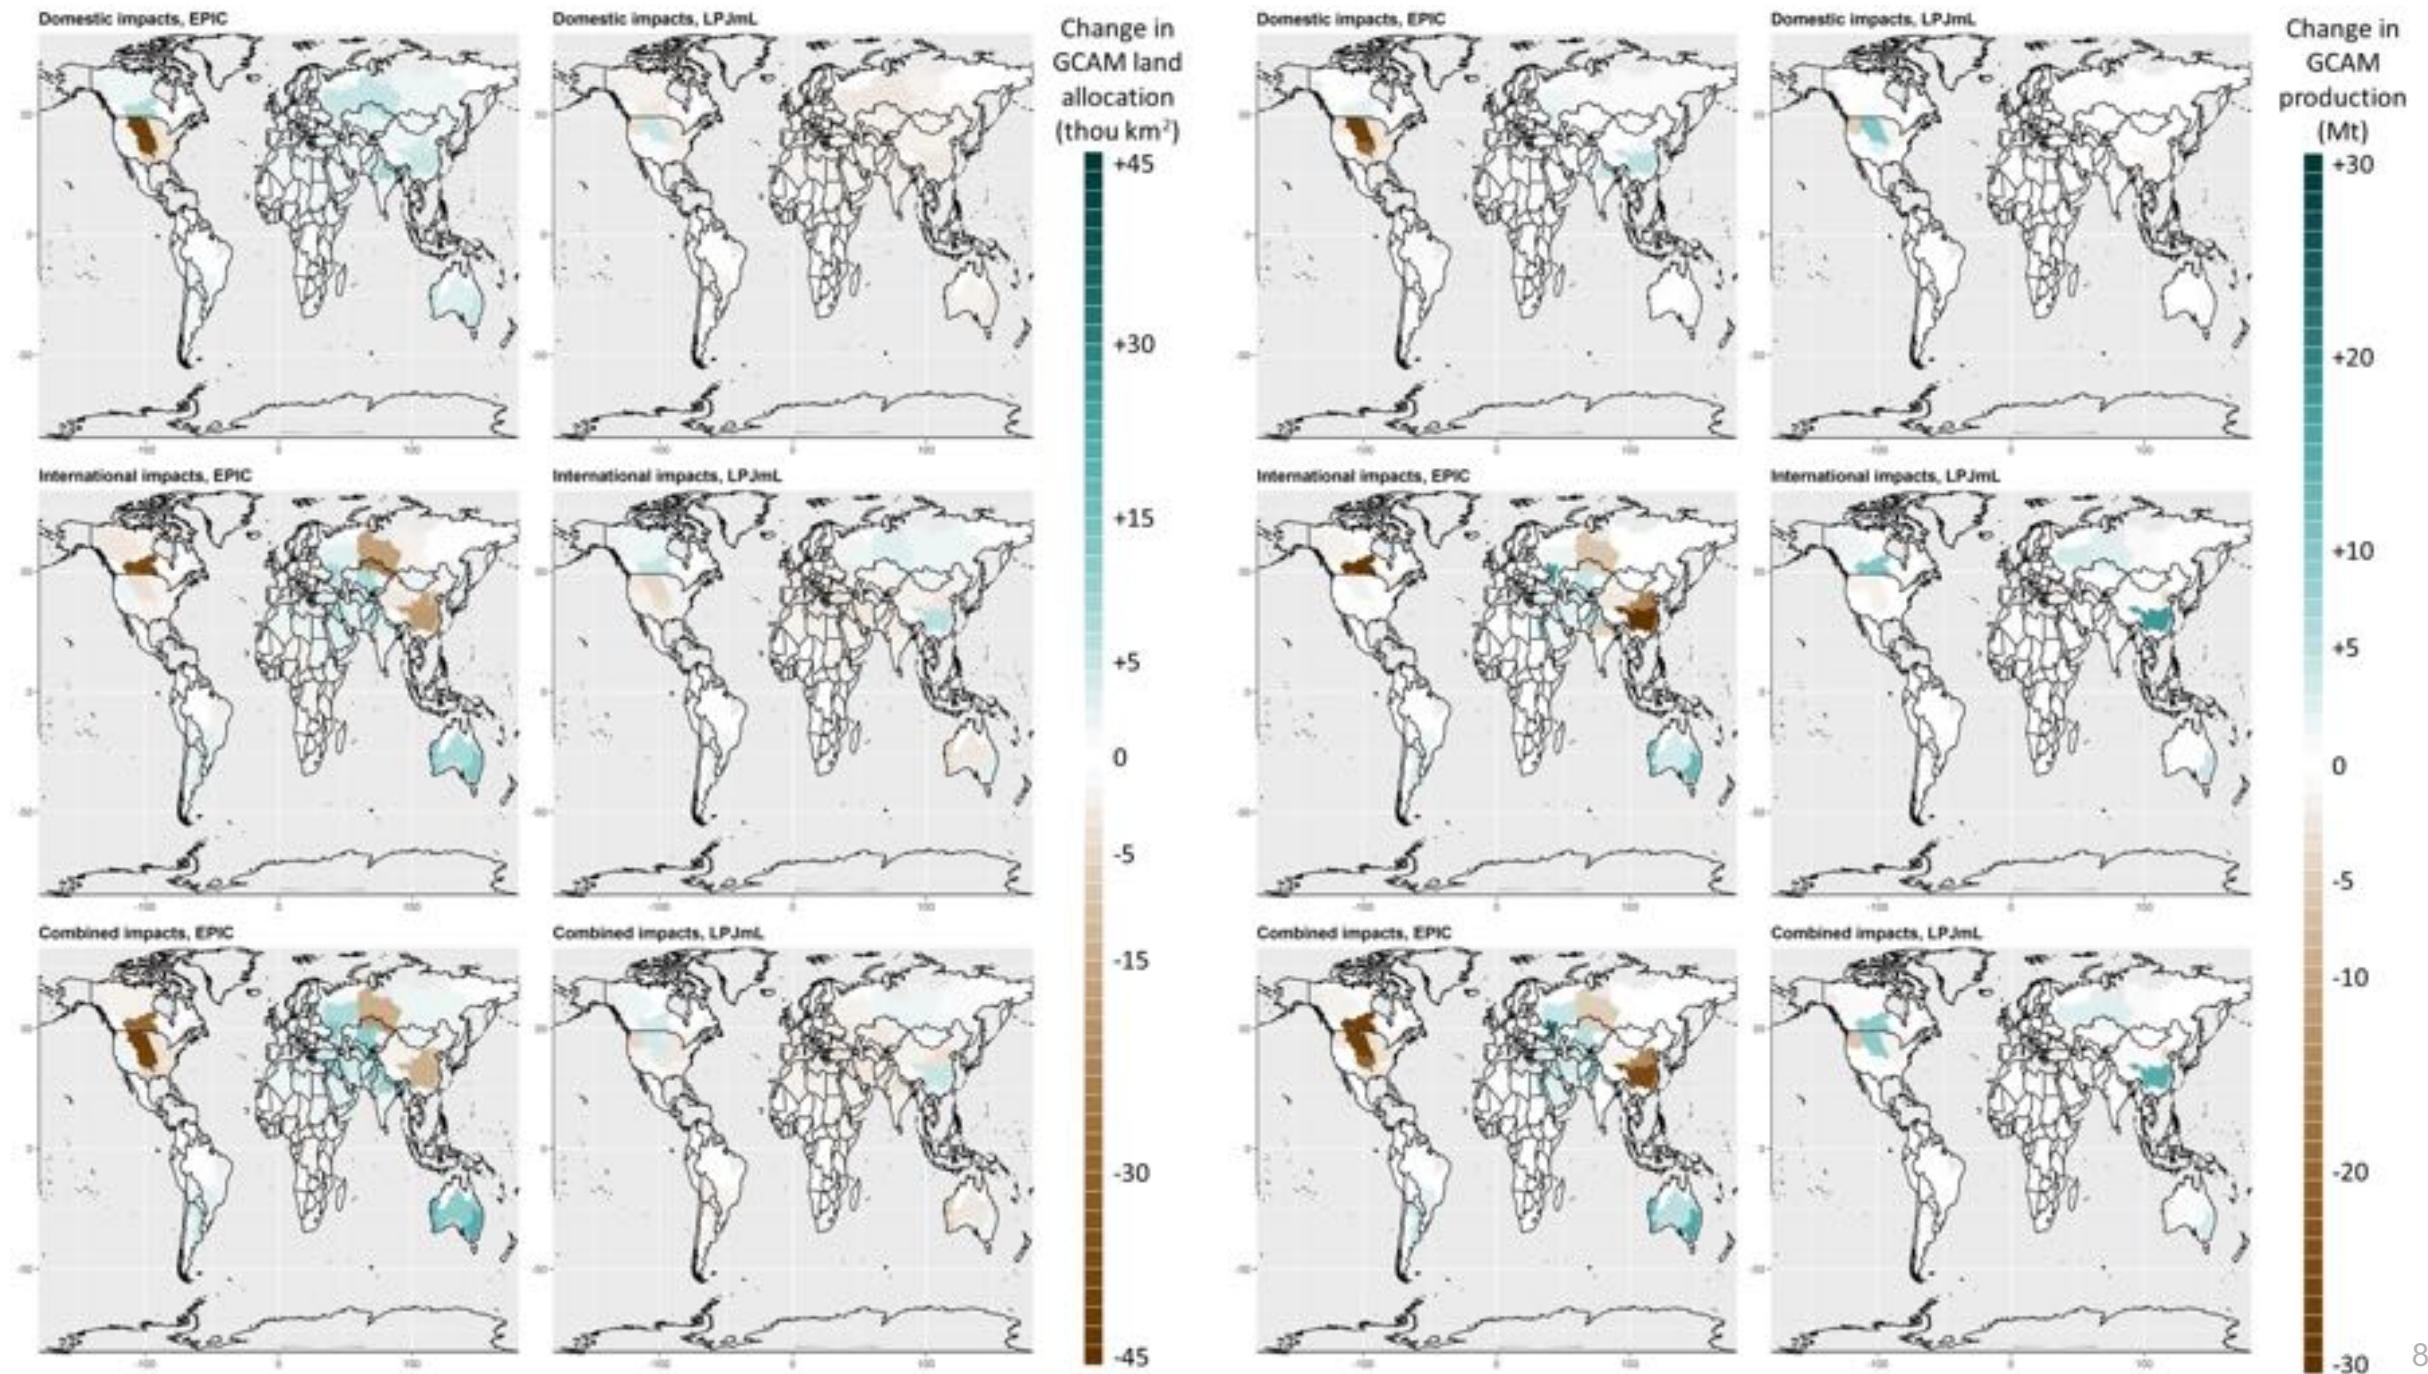 Domestic impacts, EPIC
Domestic impacts, LPJmL
Change in
GCAM land
allocation
(thou km²)
+45
+30
+15
+5
0
-5
-15
-30
-45
International impacts, EPIC
International impacts, LPJmL
Combined impacts, EPIC
Combined impacts, LPJmL
-100
0
100
Domestic impacts, EPIC
Domestic impacts, LPJmL
Change in
GCAM
production
(Mt)
+30
+20
+10
+5
0
-5
-10
-20
-30
International impacts, EPIC
International impacts, LPJmL
Combined impacts, EPIC
Combined impacts, LPJmL
8